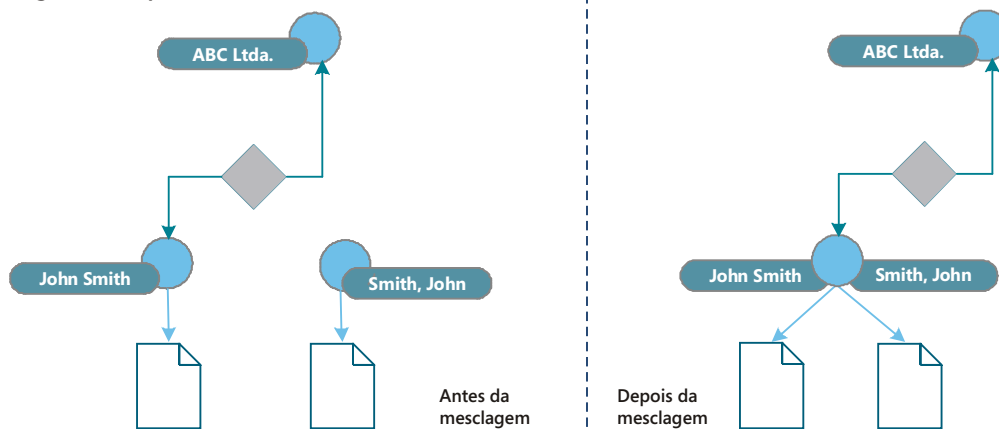 ABC Ltda.
John Smith
Smith, John
Antes da
mesclagem
ABC Ltda.
John Smith
Smith, John
Depois da
mesclagem